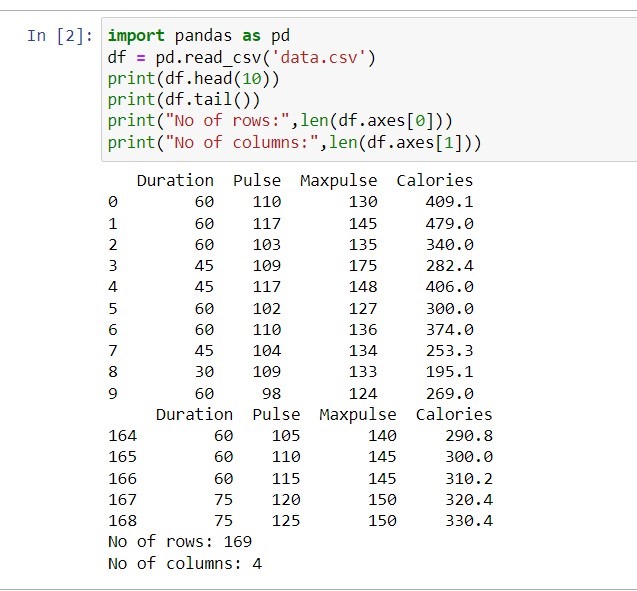 In [2]: import pandas as pd
df = pd.read_csv('data.csv')
print(df.head(10))
print(df.tail())
print("No of rows:",len(df.axes[0]))
print("No of columns:",len(df.axes[1]))
Duration Pulse Maxpulse Calories
0 60 110 130 409.1
1 60 117 145 479.0
2 60 103 135 340.0
3 45 109 175 282.4
4 45 117 148 406.0
5 60 102 127 300.0
6 60 110 136 374.0
7 45 104 134 253.3
8 30 109 133 195.1
9 60 98 124 269.0
Duration Pulse Maxpulse Calories
164 60 105 140 290.8
165 60 110 145 300.0
166 60 115 145 310.2
167 75 120 150 320.4
168 75 125 150 330.4
No of rows: 169
No of columns: 4